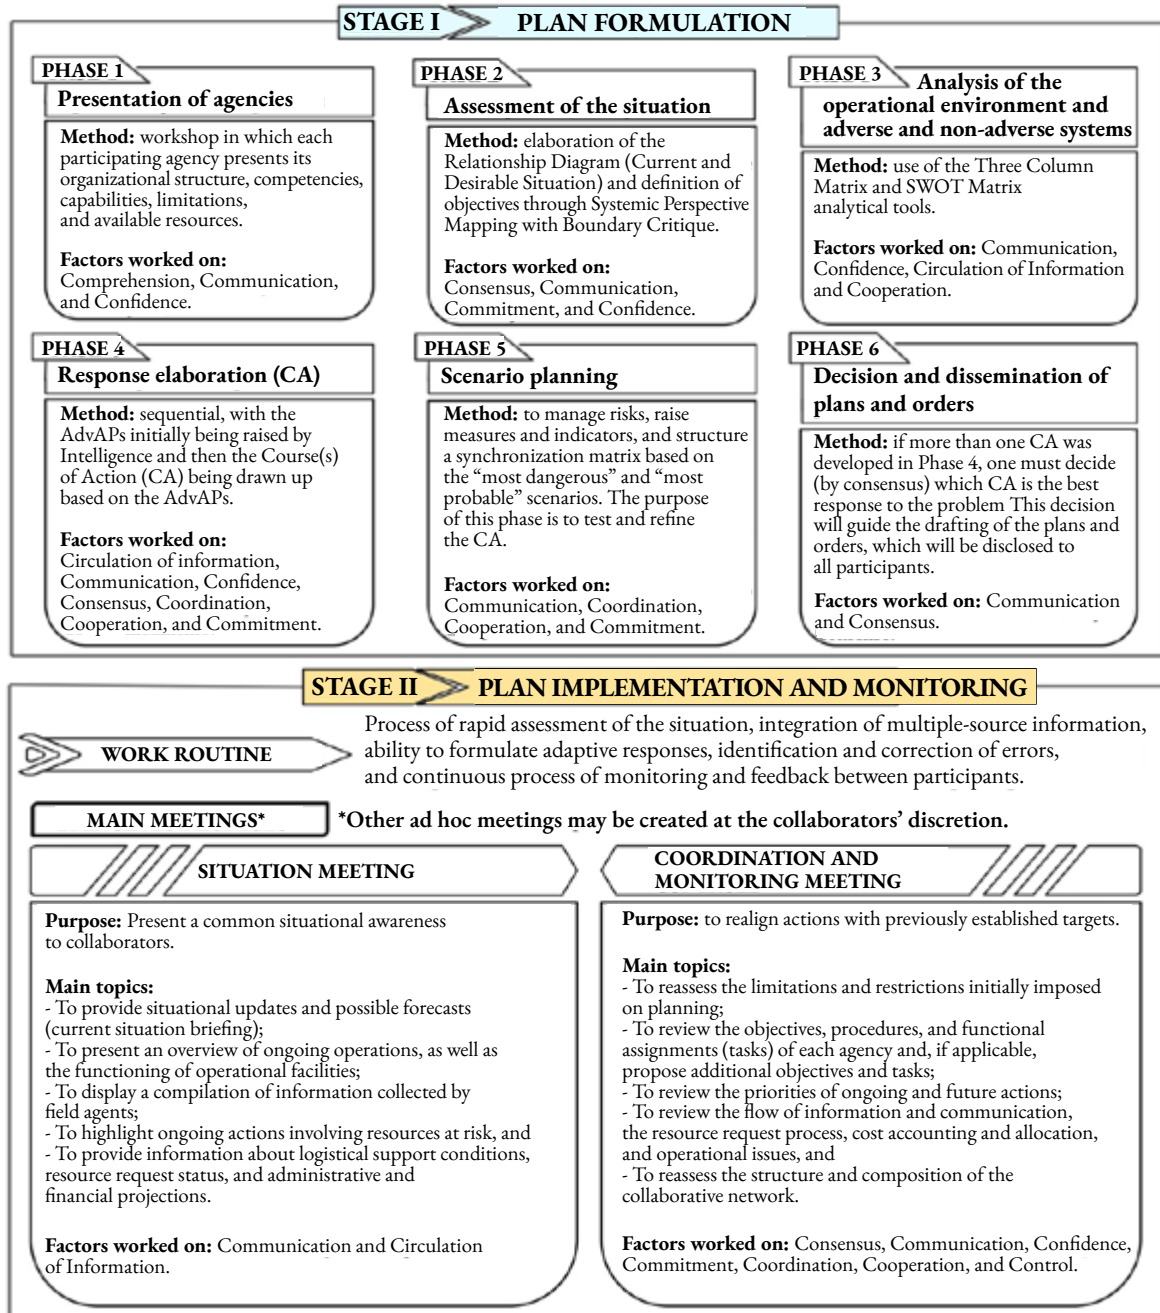 STAGE I PLAN FORMULATION
PHASE 1
Presentation of agencies
Method: workshop in which each
participating agency presents its
organizational structure, competencies,
capabilities, limitations,
and available resources.
Factors worked on:
Comprehension, Communication,
and Confidence.
PHASE 2
Assessment of the situation
Method: elaboration of the
Relationship Diagram (Current and
Desirable Situation) and definition of
objectives through Systemic Perspective
Mapping with Boundary Critique.
Factors worked on:
Consensus, Communication,
Commitment, and Confidence.
PHASE 3
Analysis of the
operational environment and
adverse and non-adverse systems
Method: use of the Three Column
Matrix and SWOT Matrix
analytical tools.
Factors worked on: Communication,
Confidence, Circulation of Information
and Cooperation.
PHASE 4
Response elaboration (CA)
Method: sequential, with the
AdvAPs initially being raised by
Intelligence and then the Course(s)
of Action (CA) being drawn up
based on the AdvAPs.
Factors worked on:
Circulation of information,
Communication, Confidence,
Consensus, Coordination,
Cooperation, and Commitment.
PHASE 5
Scenario planning
Method: to manage risks, raise
measures and indicators, and structure
a synchronization matrix based on
the “most dangerous” and “most
probable” scenarios. The purpose
of this phase is to test and refine
the CA.
Factors worked on:
Communication, Coordination,
Cooperation, and Commitment.
PHASE 6
Decision and dissemination of
plans and orders
Method: if more than one CA was
developed in Phase 4, one must decide
(by consensus) which CA is the best
response to the problem This decision
will guide the drafting of the plans and
orders, which will be disclosed to
all participants.
Factors worked on: Communication
and Consensus.
STAGE II PLAN IMPLEMENTATION AND MONITORING
WORK ROUTINE
Process of rapid assessment of the situation, integration of multiple-source information,
ability to formulate adaptive responses, identification and correction of errors,
and continuous process of monitoring and feedback between participants.
MAIN MEETINGS*
*Other ad hoc meetings may be created at the collaborators’ discretion.
SITUATION MEETING
Purpose: Present a common situational awareness
to collaborators.
Main topics:
- To provide situational updates and possible forecasts
(current situation briefing);
- To present an overview of ongoing operations, as well as
the functioning of operational facilities;
- To display a compilation of information collected by
field agents;
- To highlight ongoing actions involving resources at risk, and
- To provide information about logistical support conditions,
resource request status, and administrative and
financial projections.
Factors worked on: Communication and Circulation
of Information.
COORDINATION AND
MONITORING MEETING
Purpose: to realign actions with previously established targets.
Main topics:
- To reassess the limitations and restrictions initially imposed
on planning;
- To review the objectives, procedures, and functional
assignments (tasks) of each agency and, if applicable,
propose additional objectives and tasks;
- To review the priorities of ongoing and future actions;
- To review the flow of information and communication,
the resource request process, cost accounting and allocation,
and operational issues, and
- To reassess the structure and composition of the
collaborative network.
Factors worked on: Consensus, Communication, Confidence,
Commitment, Coordination, Cooperation, and Control.